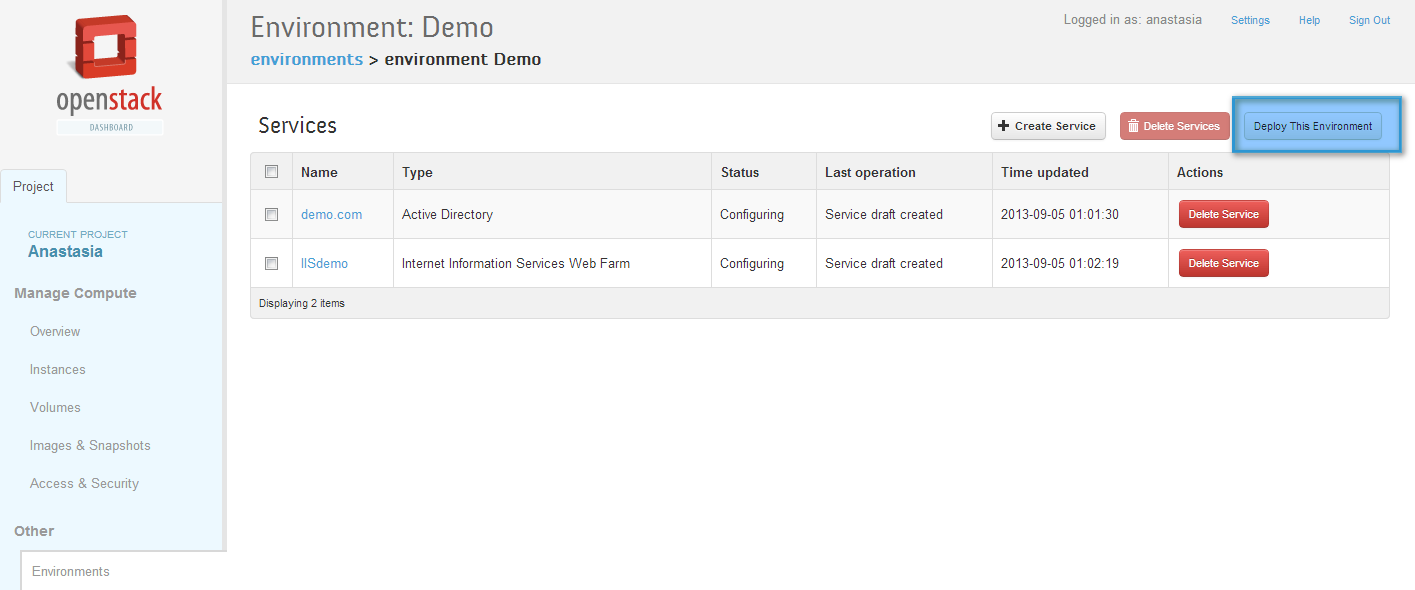 openstack
DASHBOARD
Project
CURRENT PROJECT
Anastasia
Manage Compute
Overview
Instances
Volumes
Images & Snapshots
Access & Security
Other
Environments
Environment: Demo
environments > environment Demo
Logged in as: anastasia Settings Help Sign Out
Services
Create Service Delete Services Deploy This Environment
Name Type Status Last operation Time updated Actions
demo.com Active Directory Configuring Service draft created 2013-09-05 01:01:30 Delete Service
IISdemo Internet Information Services Web Farm Configuring Service draft created 2013-09-05 01:02:19 Delete Service
Displaying 2 items